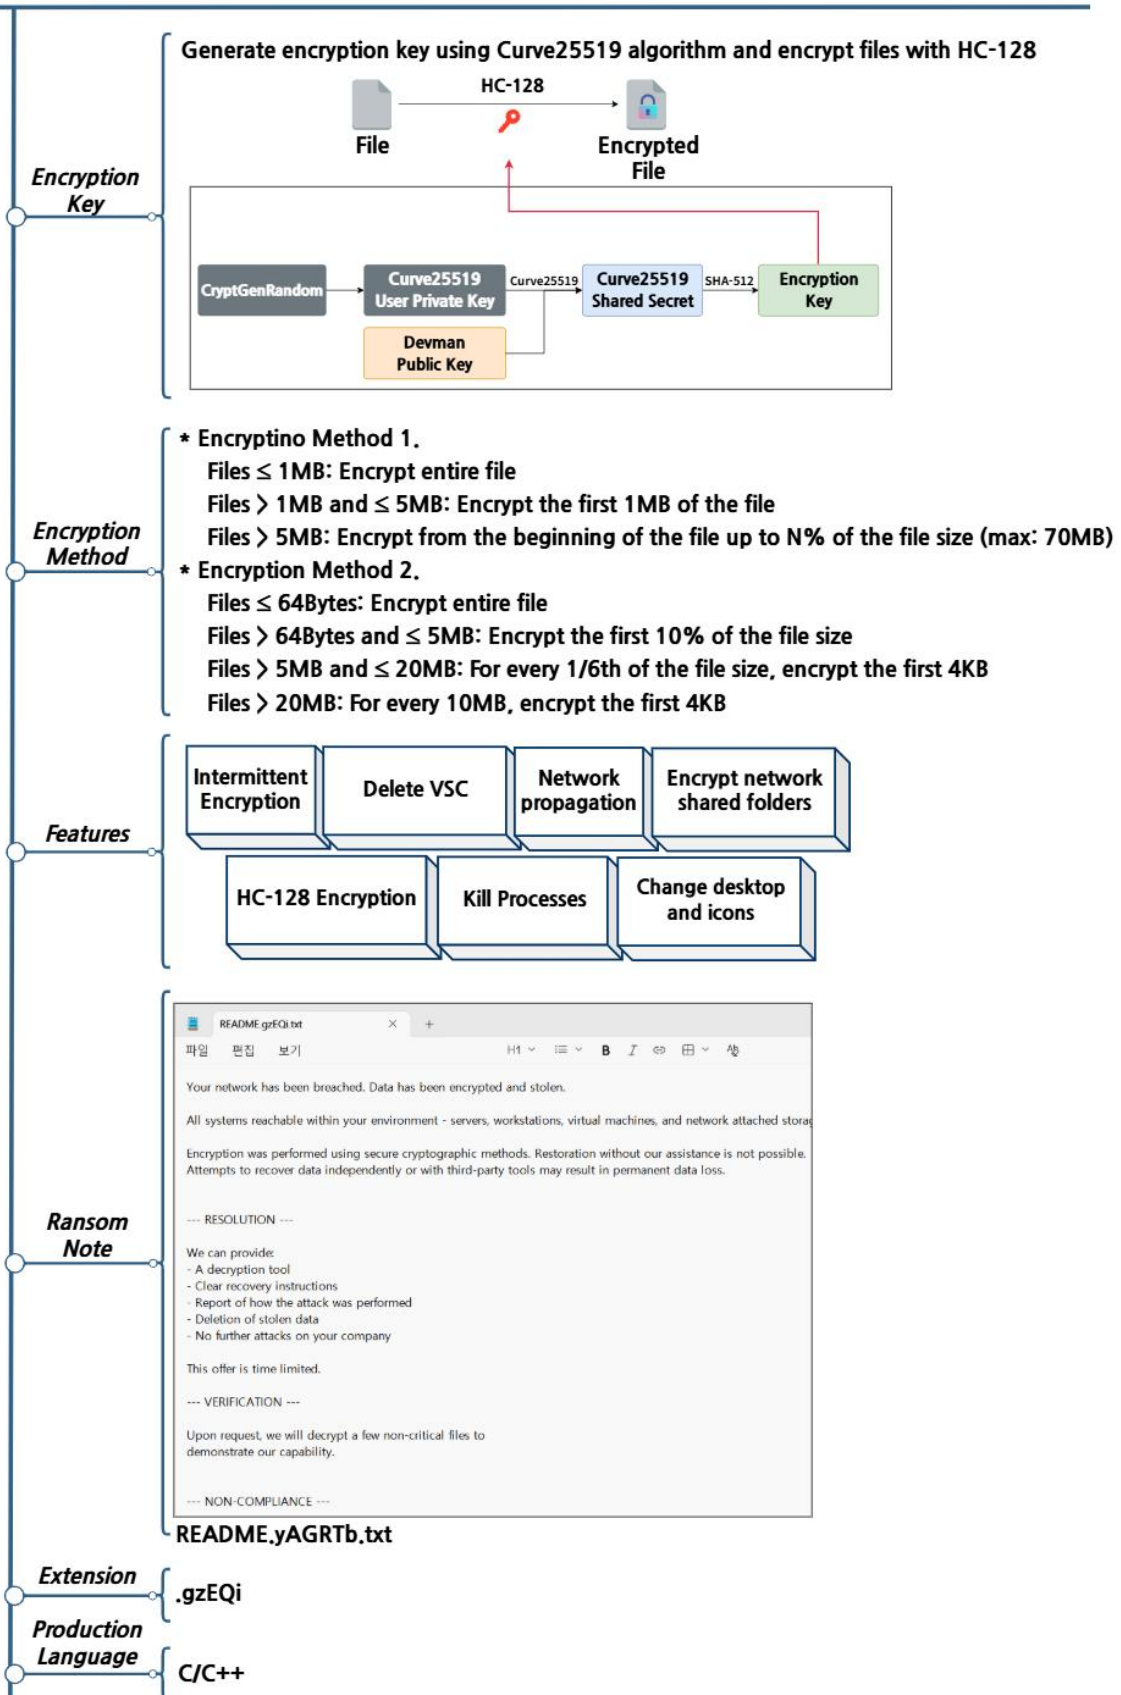 Generate encryption key using Curve25519 algorithm and encrypt files with HC-128
HC-128
File
Encrypted
File
Encryption
Key
CryptGenRandom
Curve25519
User Private Key
Curve25519
Curve25519
Shared Secret
SHA-512
Encryption
Key
Devman
Public Key
Encryption
Method
* Encryptino Method 1.
Files ≤ 1MB: Encrypt entire file
Files > 1MB and ≤ 5MB: Encrypt the first 1MB of the file
Files > 5MB: Encrypt from the beginning of the file up to N% of the file size (max: 70MB)
* Encryption Method 2.
Files ≤ 64Bytes: Encrypt entire file
Files > 64Bytes and ≤ 5MB: Encrypt the first 10% of the file size
Files > 5MB and ≤ 20MB: For every 1/6th of the file size, encrypt the first 4KB
Files > 20MB: For every 10MB, encrypt the first 4KB
Features
Intermittent
Encryption
Delete VSC
Network
propagation
Encrypt network
shared folders
HC-128 Encryption
Kill Processes
Change desktop
and icons
Ransom
Note
README.gzEQi.txt
파일 편집 보기
H1 B I
Your network has been breached. Data has been encrypted and stolen.
All systems reachable within your environment - servers, workstations, virtual machines, and network attached storag
Encryption was performed using secure cryptographic methods. Restoration without our assistance is not possible.
Attempts to recover data independently or with third-party tools may result in permanent data loss.
--- RESOLUTION ---
We can provide:
- A decryption tool
- Clear recovery instructions
- Report of how the attack was performed
- Deletion of stolen data
- No further attacks on your company
This offer is time limited.
--- VERIFICATION ---
Upon request, we will decrypt a few non-critical files to
demonstrate our capability.
--- NON-COMPLIANCE ---
README.yAGRTb.txt
Extension
.gzEQi
Production
Language
C/C++